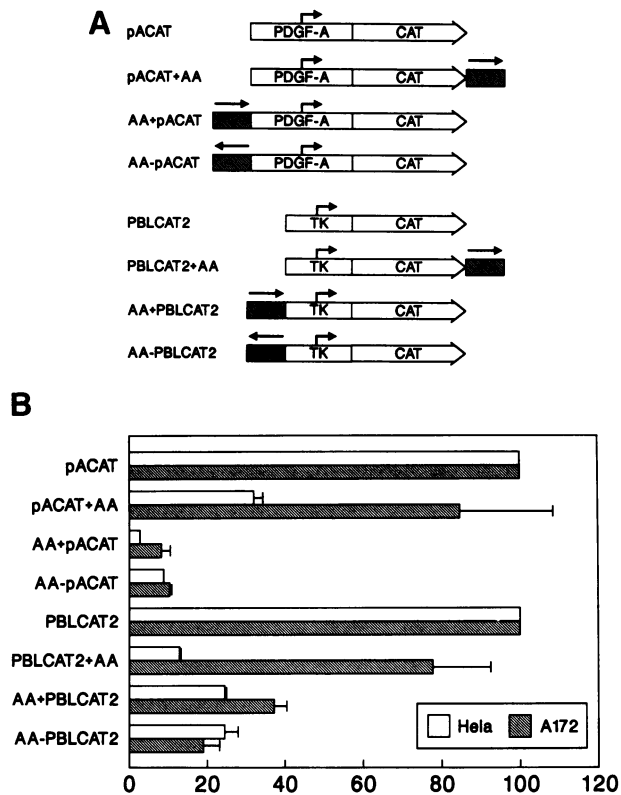 A
pACAT PDGF-A CAT
pACAT+AA PDGF-A CAT
AA+pACAT PDGF-A CAT
AA-pACAT PDGF-A CAT
PBLCAT2 TK CAT
PBLCAT2+AA TK CAT
AA+PBLCAT2 TK CAT
AA-PBLCAT2 TK CAT
B
pACAT
pACAT+AA
AA+pACAT
AA-pACAT
PBLCAT2
PBLCAT2+AA
AA+PBLCAT2
AA-PBLCAT2
Hela A172
0 20 40 60 80 100 120